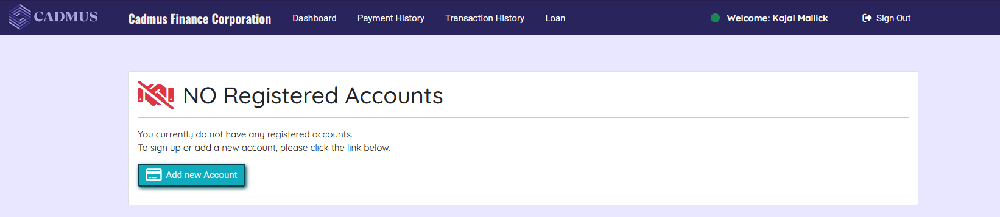 CADMUS
Cadmus Finance Corporation Dashboard Payment History Transaction History Loan Welcome: Kajal Mallick Sign Out
NO Registered Accounts
You currently do not have any registered accounts.
To sign up or add a new account, please click the link below.
Add new Account